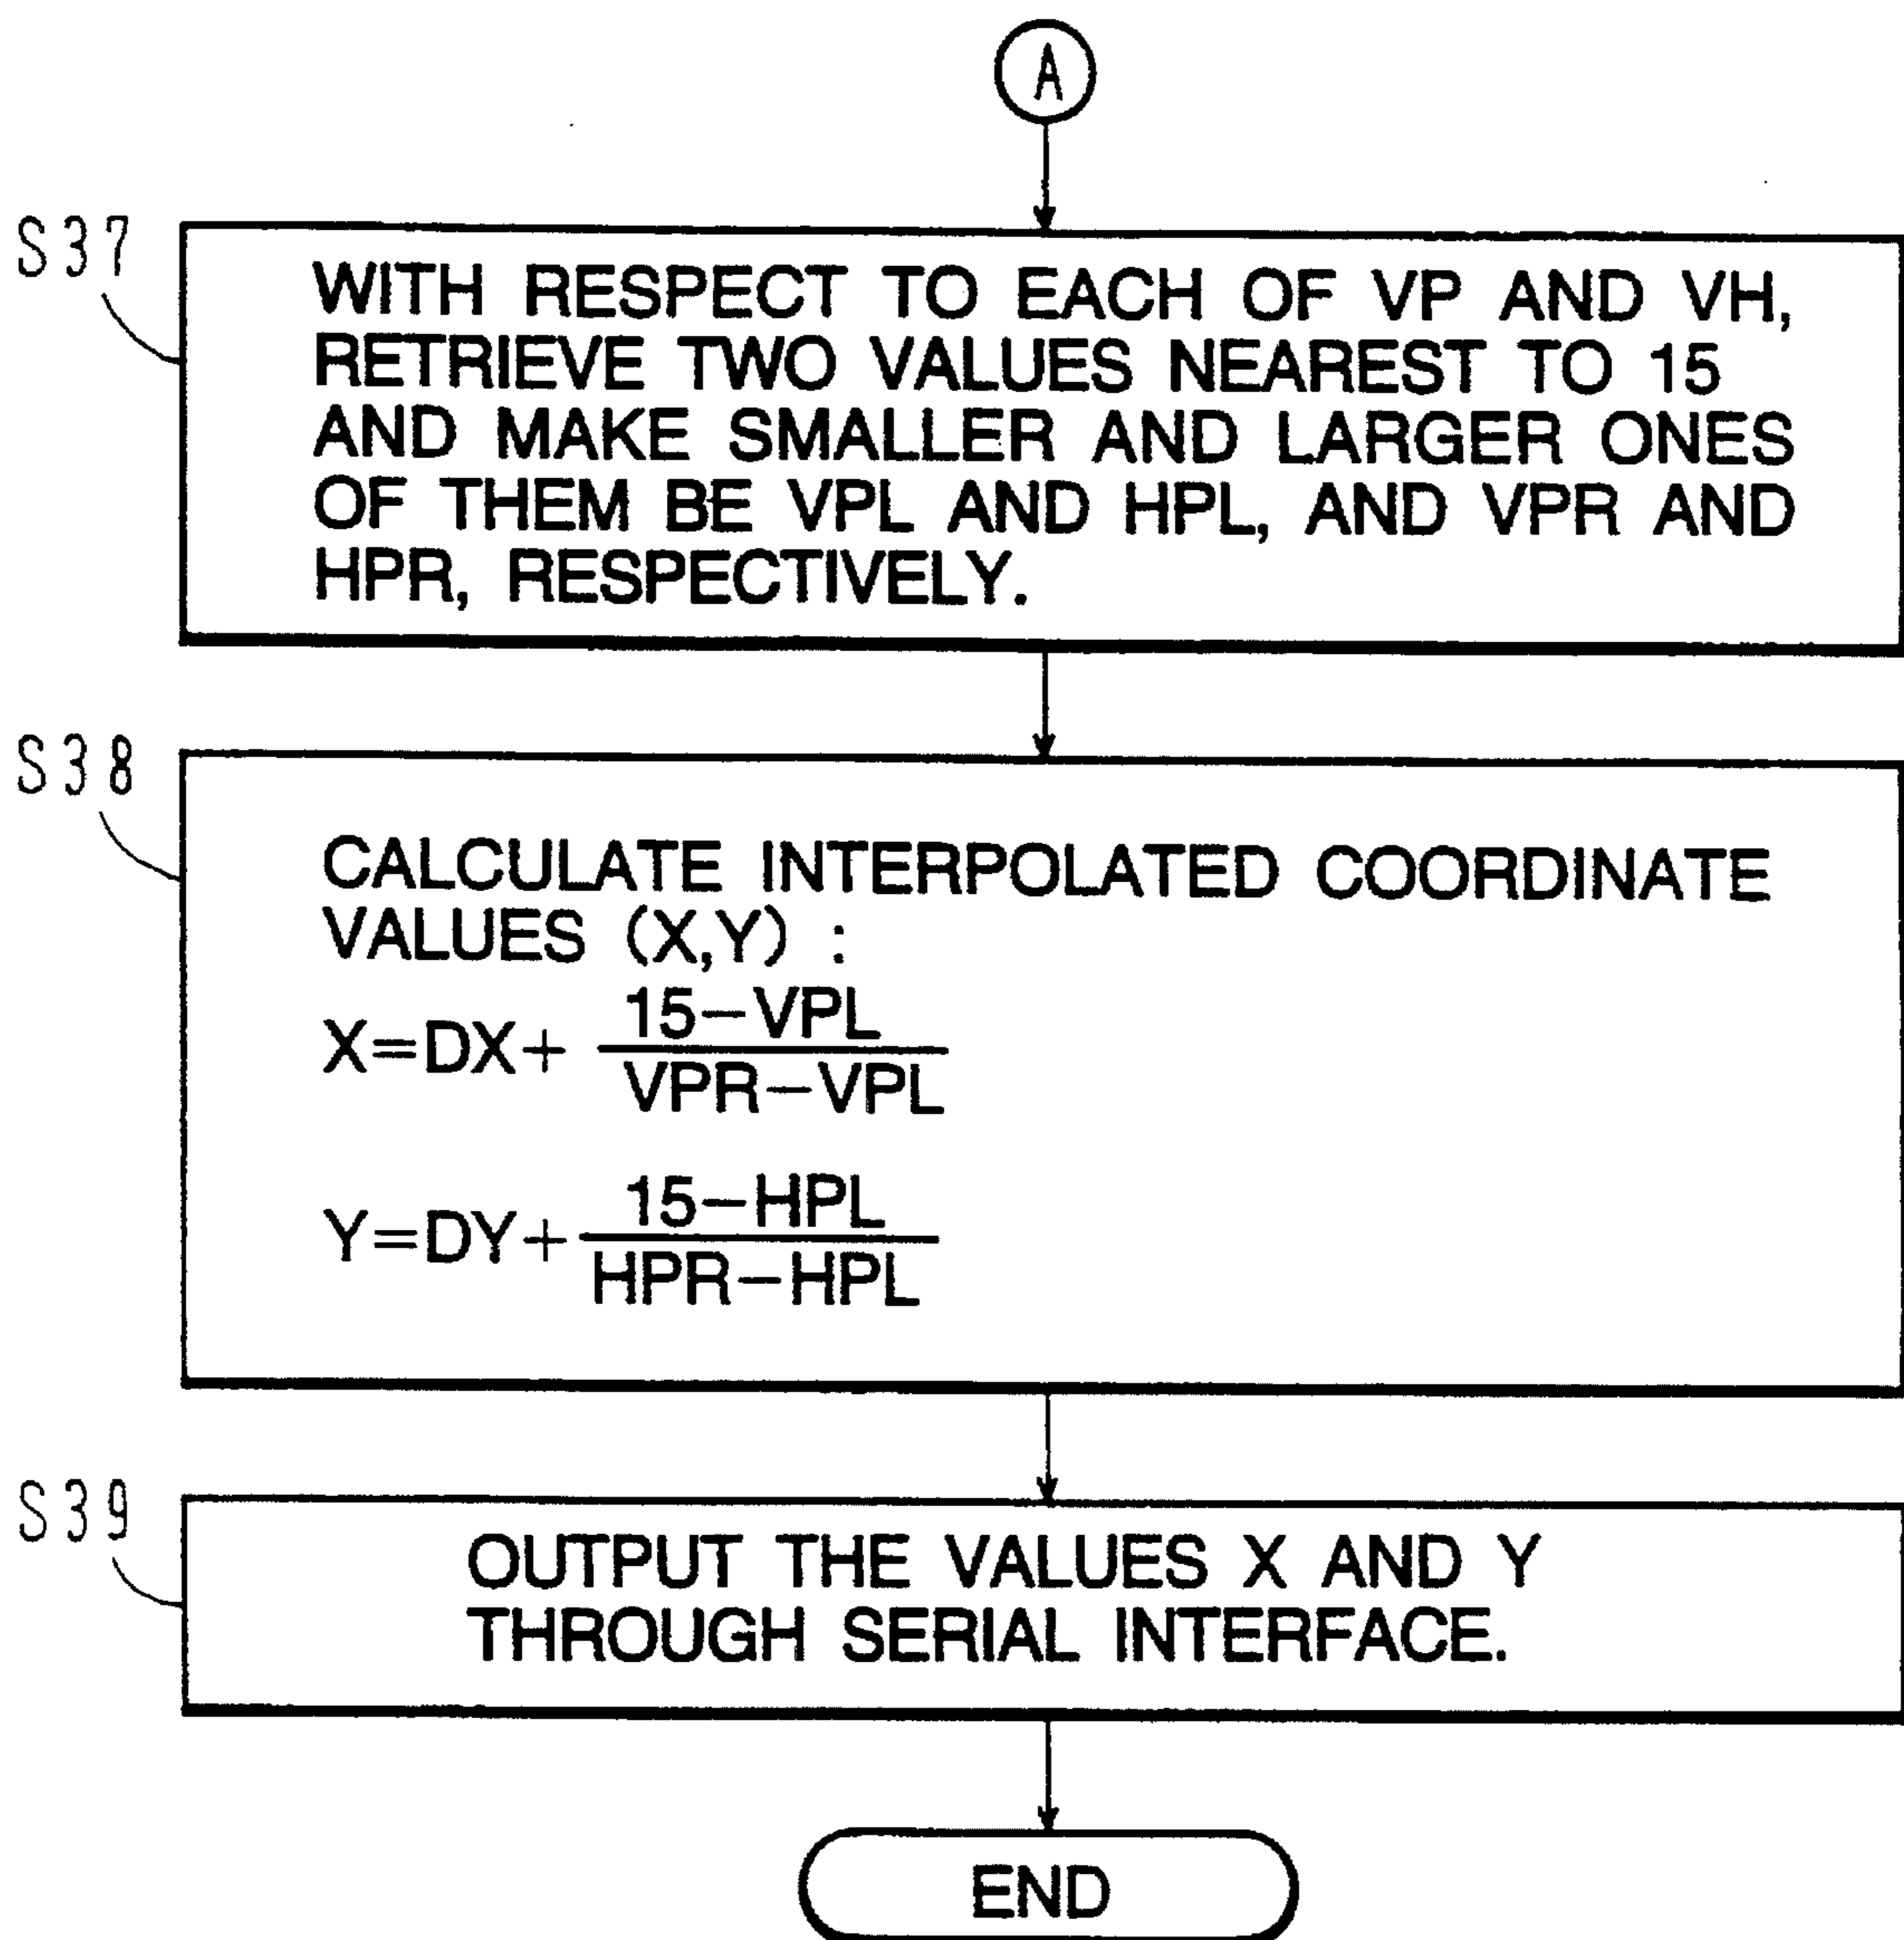 A
S37
WITH RESPECT TO EACH OF VP AND VH,
RETRIEVE TWO VALUES NEAREST TO 15
AND MAKE SMALLER AND LARGER ONES
OF THEM BE VPL AND HPL, AND VPR AND
HPR, RESPECTIVELY.
S38
CALCULATE INTERPOLATED COORDINATE
VALUES (X,Y) :
X=DX+ 15-VPL
VPR-VPL
Y=DY+ 15-HPL
HPR-HPL
S39
OUTPUT THE VALUES X AND Y
THROUGH SERIAL INTERFACE.
END